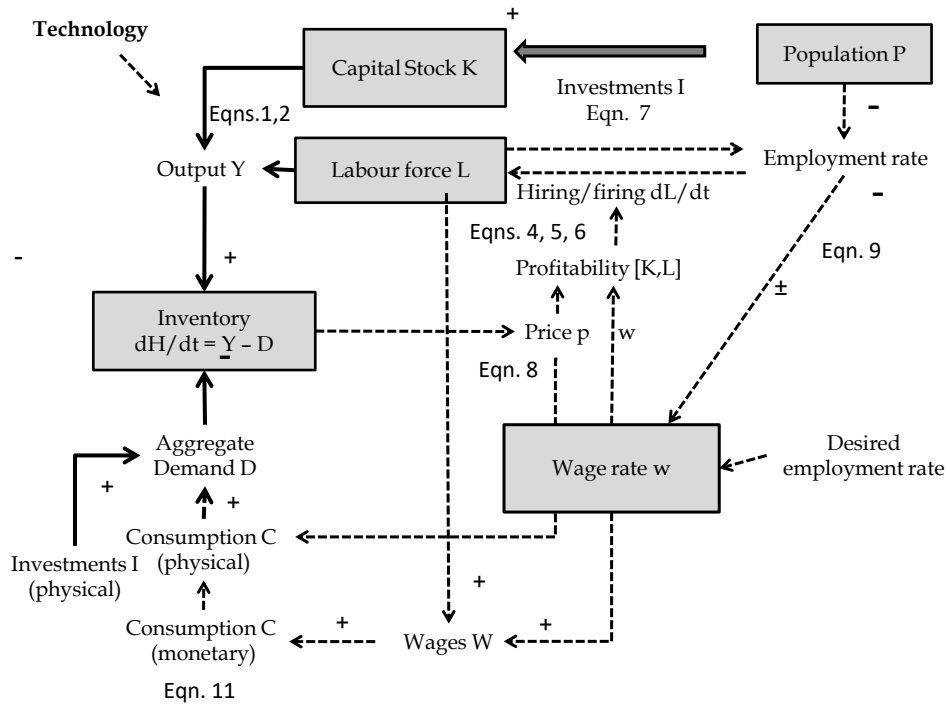 +
Technology
Capital Stock K
Population P
Investments I
Eqn. 7
-
Eqns.1,2
Output Y
Labour force L
Employment rate
Hiring/firing dL/dt
-
Eqns. 4, 5, 6
Eqn. 9
-
+
Profitability [K,L]
±
Inventory
dH/dt = Y – D
-
Price p
w
Eqn. 8
Aggregate
Demand D
Wage rate w
Desired
employment rate
+
+
Consumption C
(physical)
Investments I
(physical)
+
Consumption C
(monetary)
+
Wages W
+
Eqn. 11